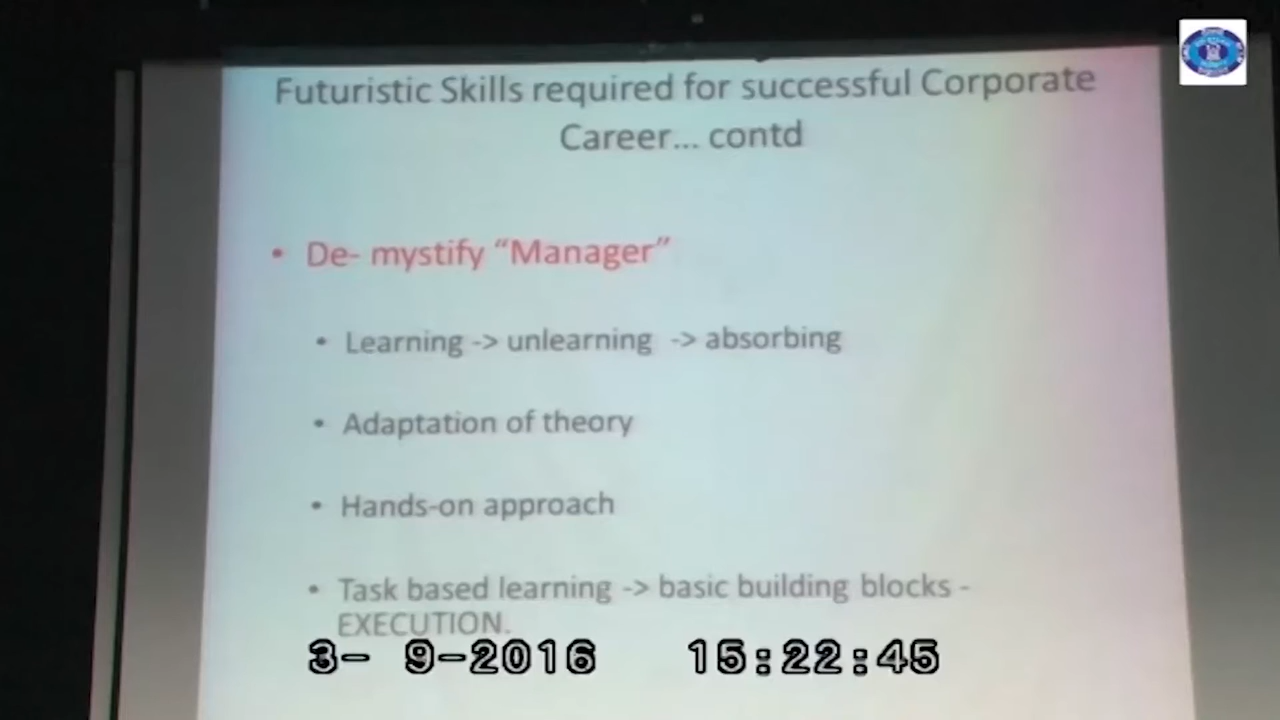 Futuristic Skills required for successful Corporate
Career... contd
• De- mystify “Manager”
• Learning -> unlearning -> absorbing
• Adaptation of theory
• Hands-on approach
• Task based learning -> basic building blocks -
EXECUTION.
3- 9-2016 15:22:45